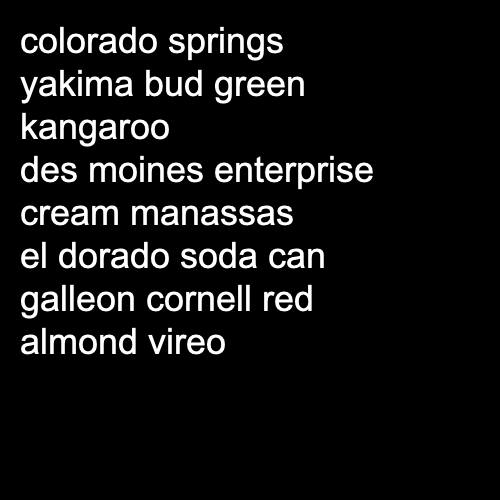 colorado springs
yakima bud green
kangaroo
des moines enterprise
cream manassas
el dorado soda can
galleon cornell red
almond vireo